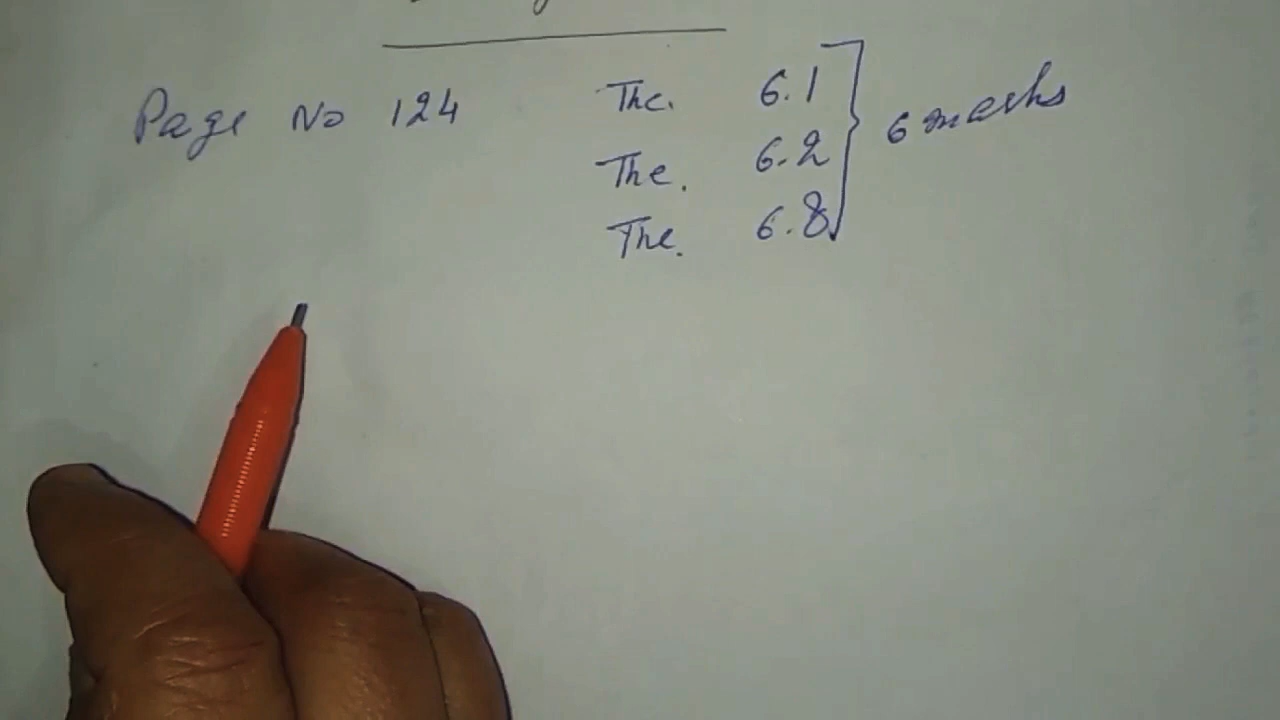 Page No 124 The. 6.1 6 marks
The. 6.2
The. 6.8